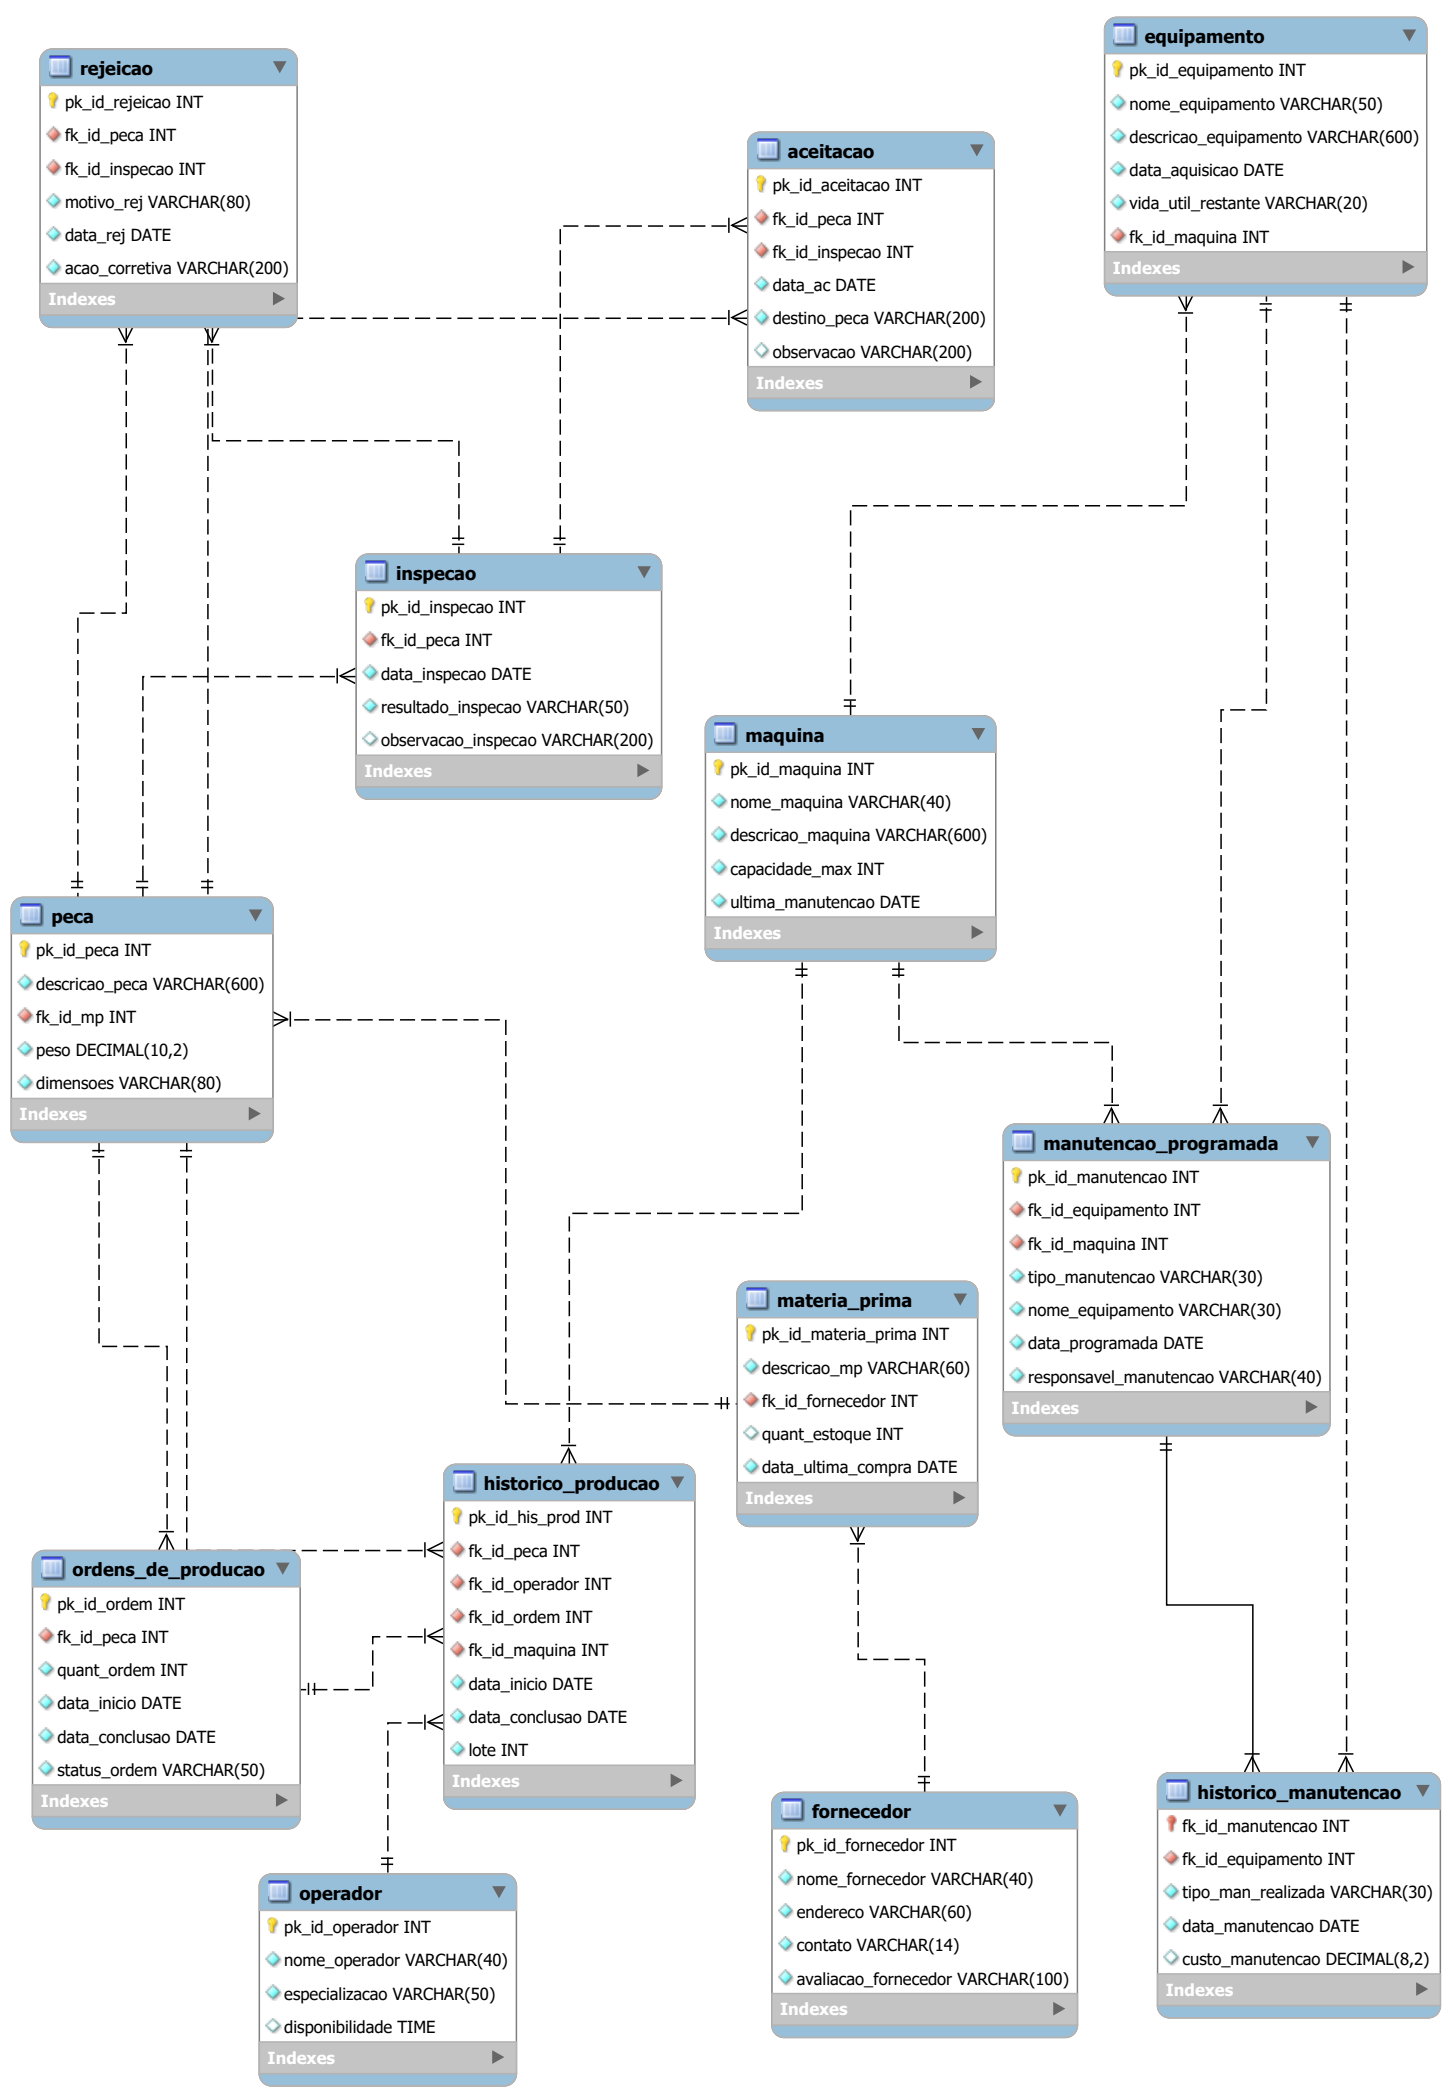 rejeicao
pk_id_rejeicao INT
fk_id_peca INT
fk_id_inspecao INT
motivo_rej VARCHAR(80)
data_rej DATE
acao_corretiva VARCHAR(200)
Indexes
equipamento
pk_id_equipamento INT
nome_equipamento VARCHAR(50)
descricao_equipamento VARCHAR(600)
data_aquisicao DATE
vida_util_restante VARCHAR(20)
fk_id_maquina INT
Indexes
aceitacao
pk_id_aceitacao INT
fk_id_peca INT
fk_id_inspecao INT
data_ac DATE
destino_peca VARCHAR(200)
observacao VARCHAR(200)
Indexes
inspecao
pk_id_inspecao INT
fk_id_peca INT
data_inspecao DATE
resultado_inspecao VARCHAR(50)
observacao_inspecao VARCHAR(200)
Indexes
maquina
pk_id_maquina INT
nome_maquina VARCHAR(40)
descricao_maquina VARCHAR(600)
capacidade_max INT
ultima_manutencao DATE
Indexes
peca
pk_id_peca INT
descricao_peca VARCHAR(600)
fk_id_mp INT
peso DECIMAL(10,2)
dimensoes VARCHAR(80)
Indexes
manutencao_programada
pk_id_manutencao INT
fk_id_equipamento INT
fk_id_maquina INT
tipo_manutencao VARCHAR(30)
nome_equipamento VARCHAR(30)
data_programada DATE
responsavel_manutencao VARCHAR(40)
Indexes
materia_prima
pk_id_materia_prima INT
descricao_mp VARCHAR(60)
fk_id_fornecedor INT
quant_estoque INT
data_ultima_compra DATE
Indexes
historico_producao
pk_id_his_prod INT
fk_id_peca INT
fk_id_operador INT
fk_id_ordem INT
fk_id_maquina INT
data_inicio DATE
data_conclusao DATE
lote INT
Indexes
ordens_de_producao
pk_id_ordem INT
fk_id_peca INT
quant_ordem INT
data_inicio DATE
data_conclusao DATE
status_ordem VARCHAR(50)
Indexes
fornecedor
pk_id_fornecedor INT
nome_fornecedor VARCHAR(40)
endereco VARCHAR(60)
contato VARCHAR(14)
avaliacao_fornecedor VARCHAR(100)
Indexes
historico_manutencao
fk_id_manutencao INT
fk_id_equipamento INT
tipo_man_realizada VARCHAR(30)
data_manutencao DATE
custo_manutencao DECIMAL(8,2)
Indexes
operador
pk_id_operador INT
nome_operador VARCHAR(40)
especializacao VARCHAR(50)
disponibilidade TIME
Indexes